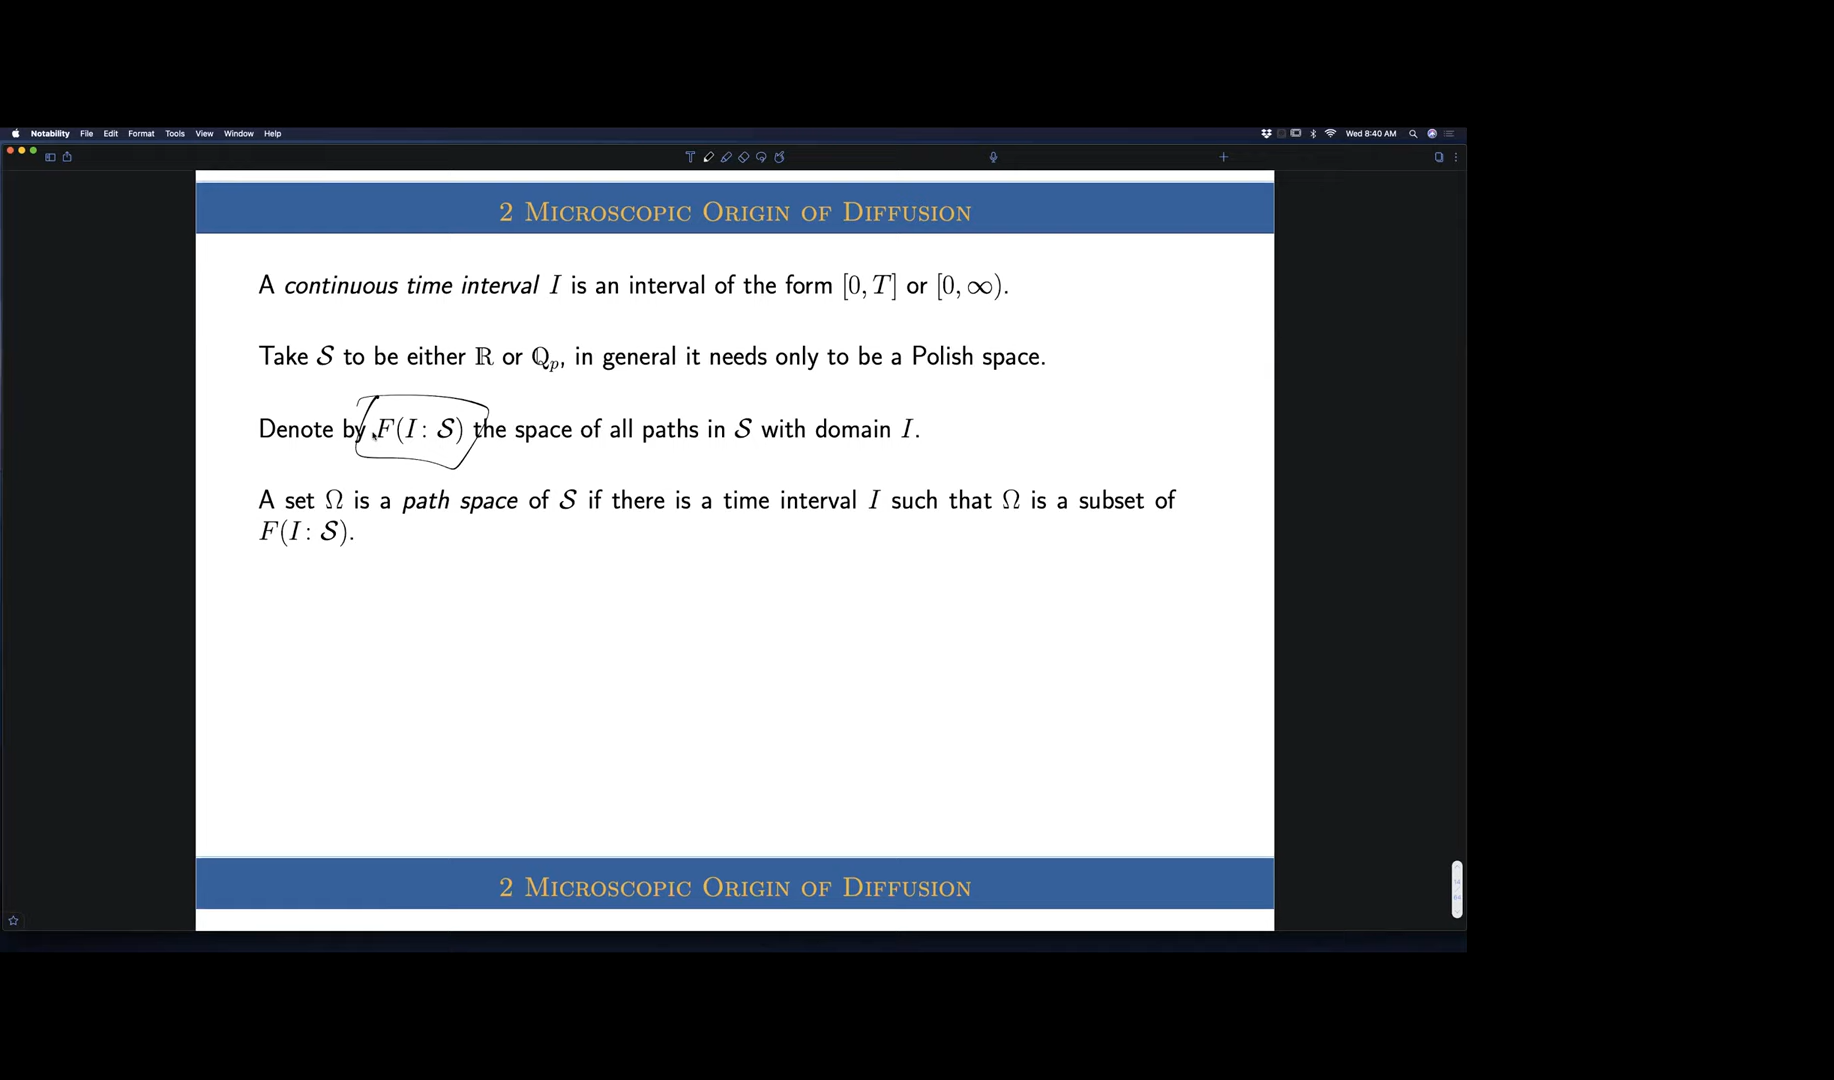 Notability File Edit Format Tools View Window Help Wed 8:40 AM
2 Microscopic Origin of Diffusion
A continuous time interval I is an interval of the form [0, T] or [0, ∞).
Take 𝒮 to be either ℝ or ℚₚ, in general it needs only to be a Polish space.
Denote by F(I : 𝒮) the space of all paths in 𝒮 with domain I.
A set Ω is a path space of 𝒮 if there is a time interval I such that Ω is a subset of
F(I : 𝒮).
2 Microscopic Origin of Diffusion